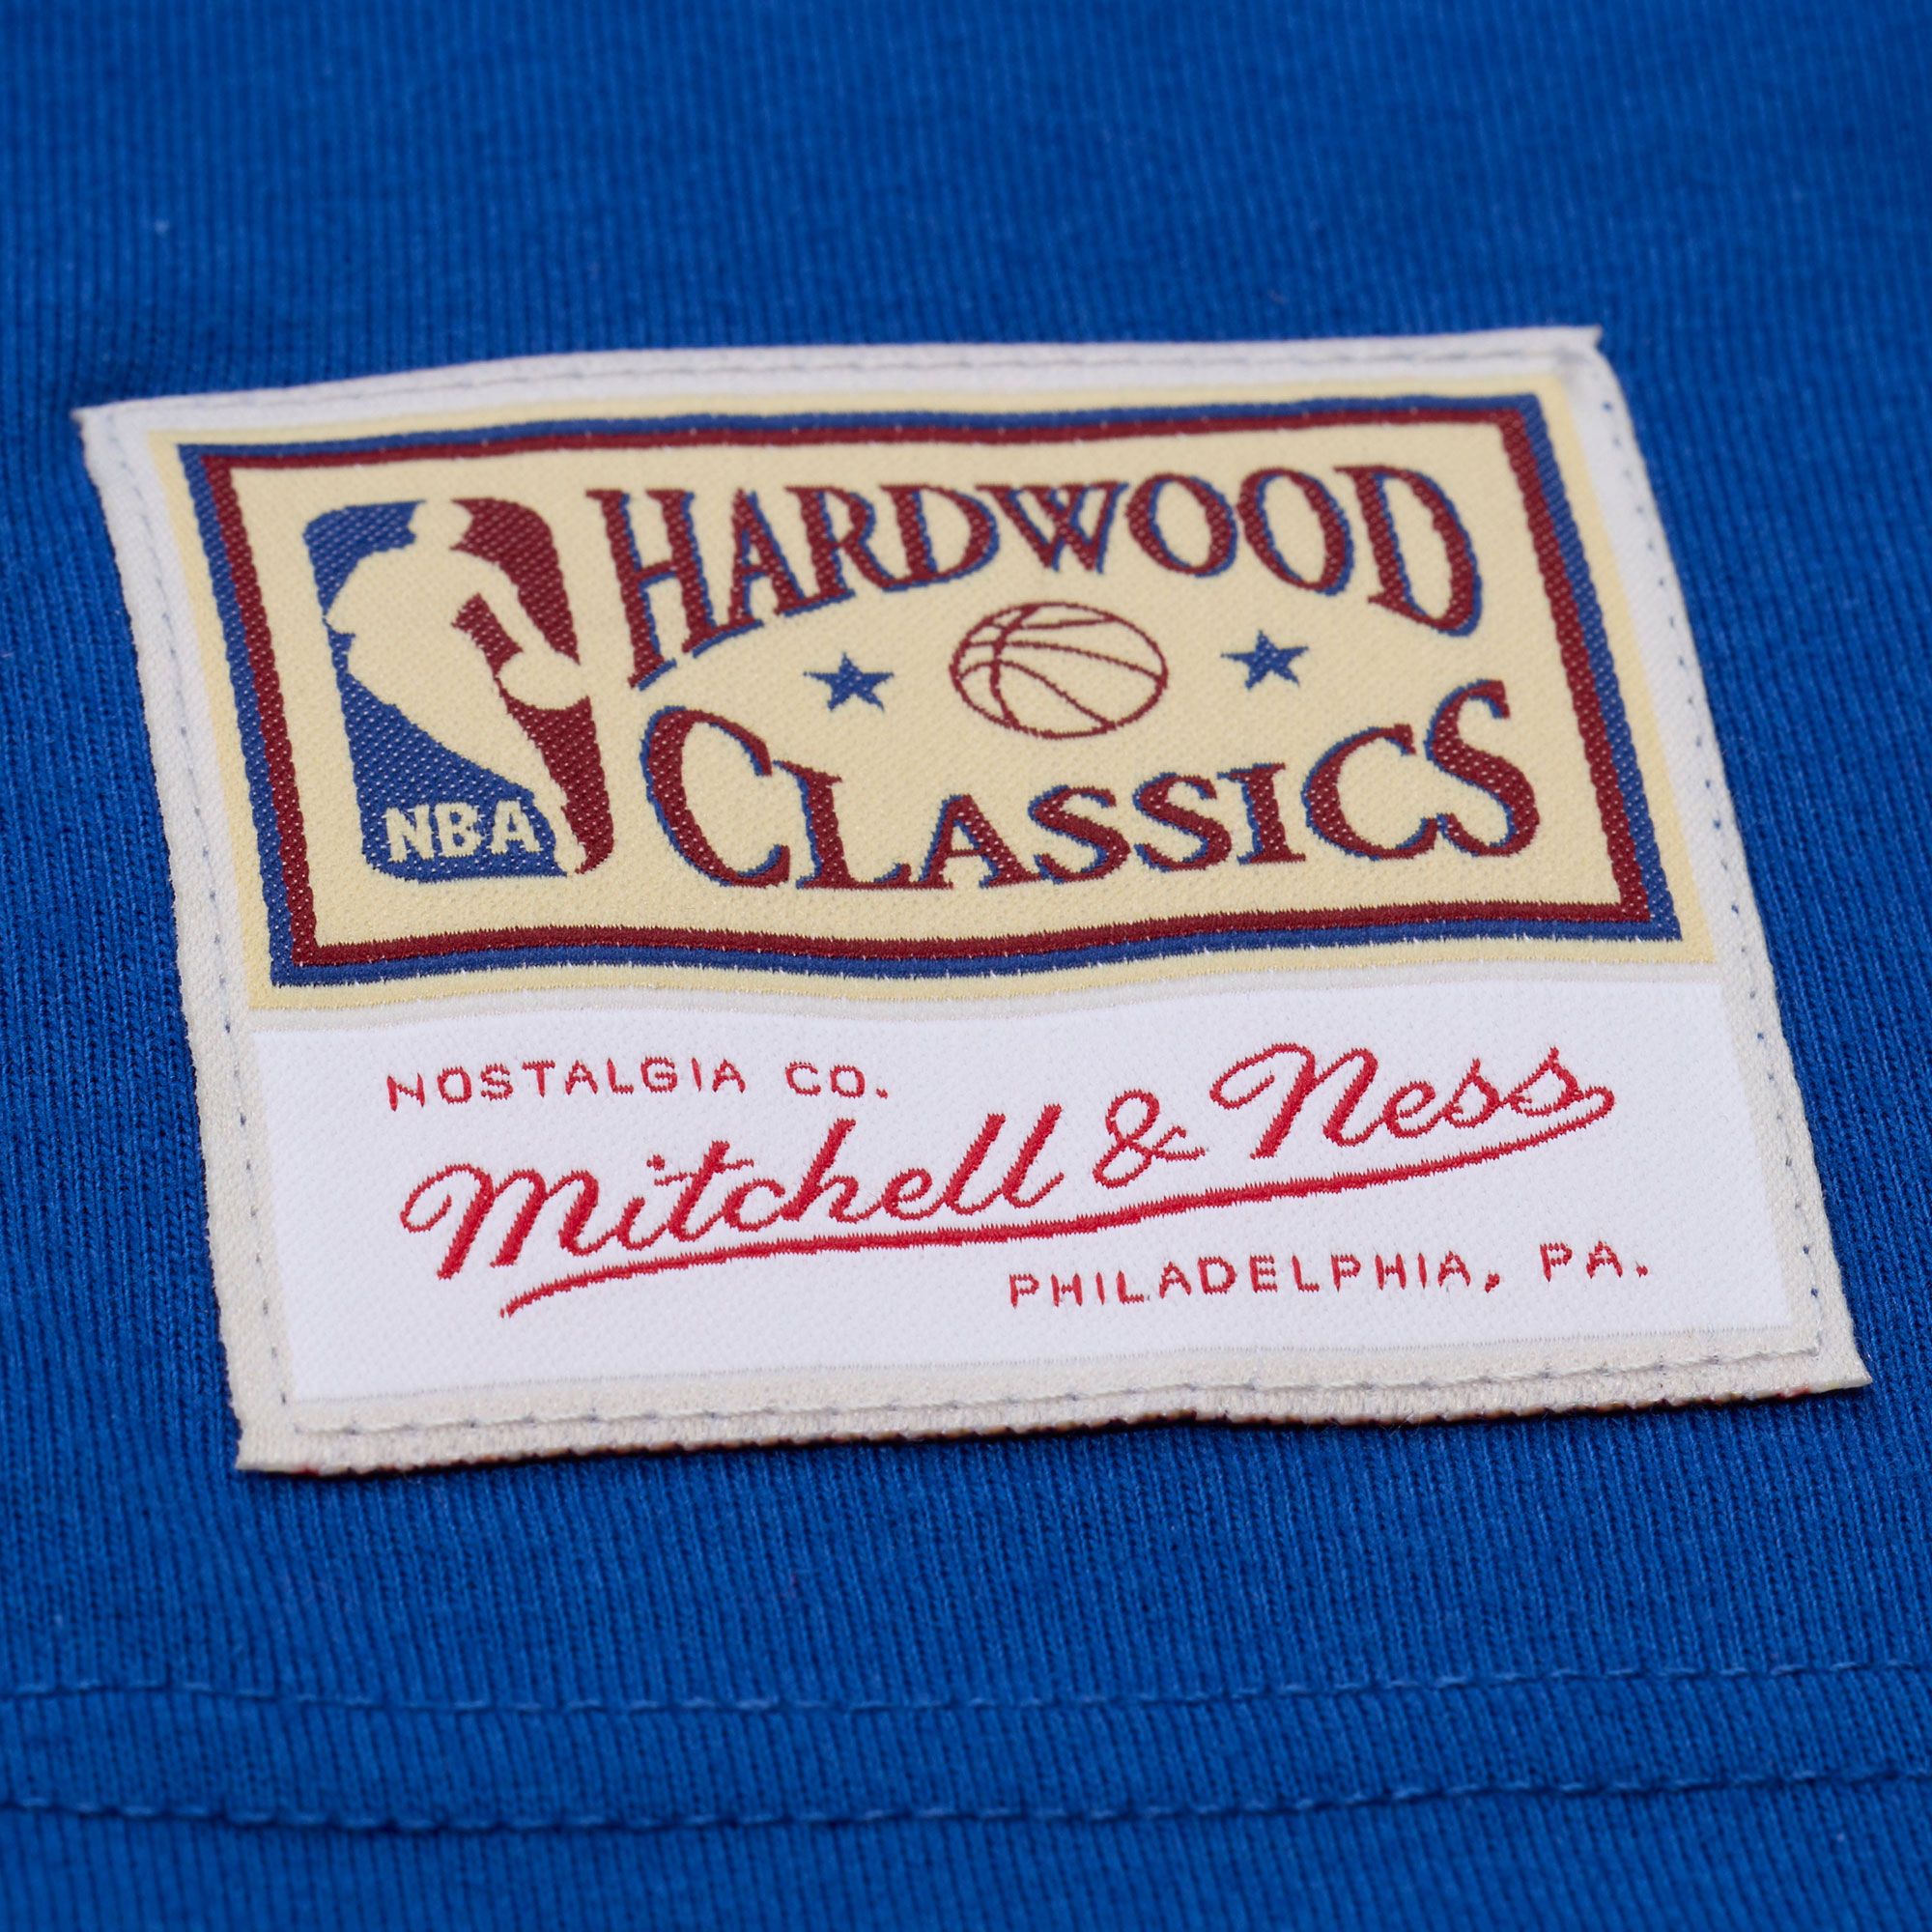 HARDWOOD
CLASSICS
NBA
NOSTALGIA CO.
Mitchell & Ness
PHILADELPHIA, PA.